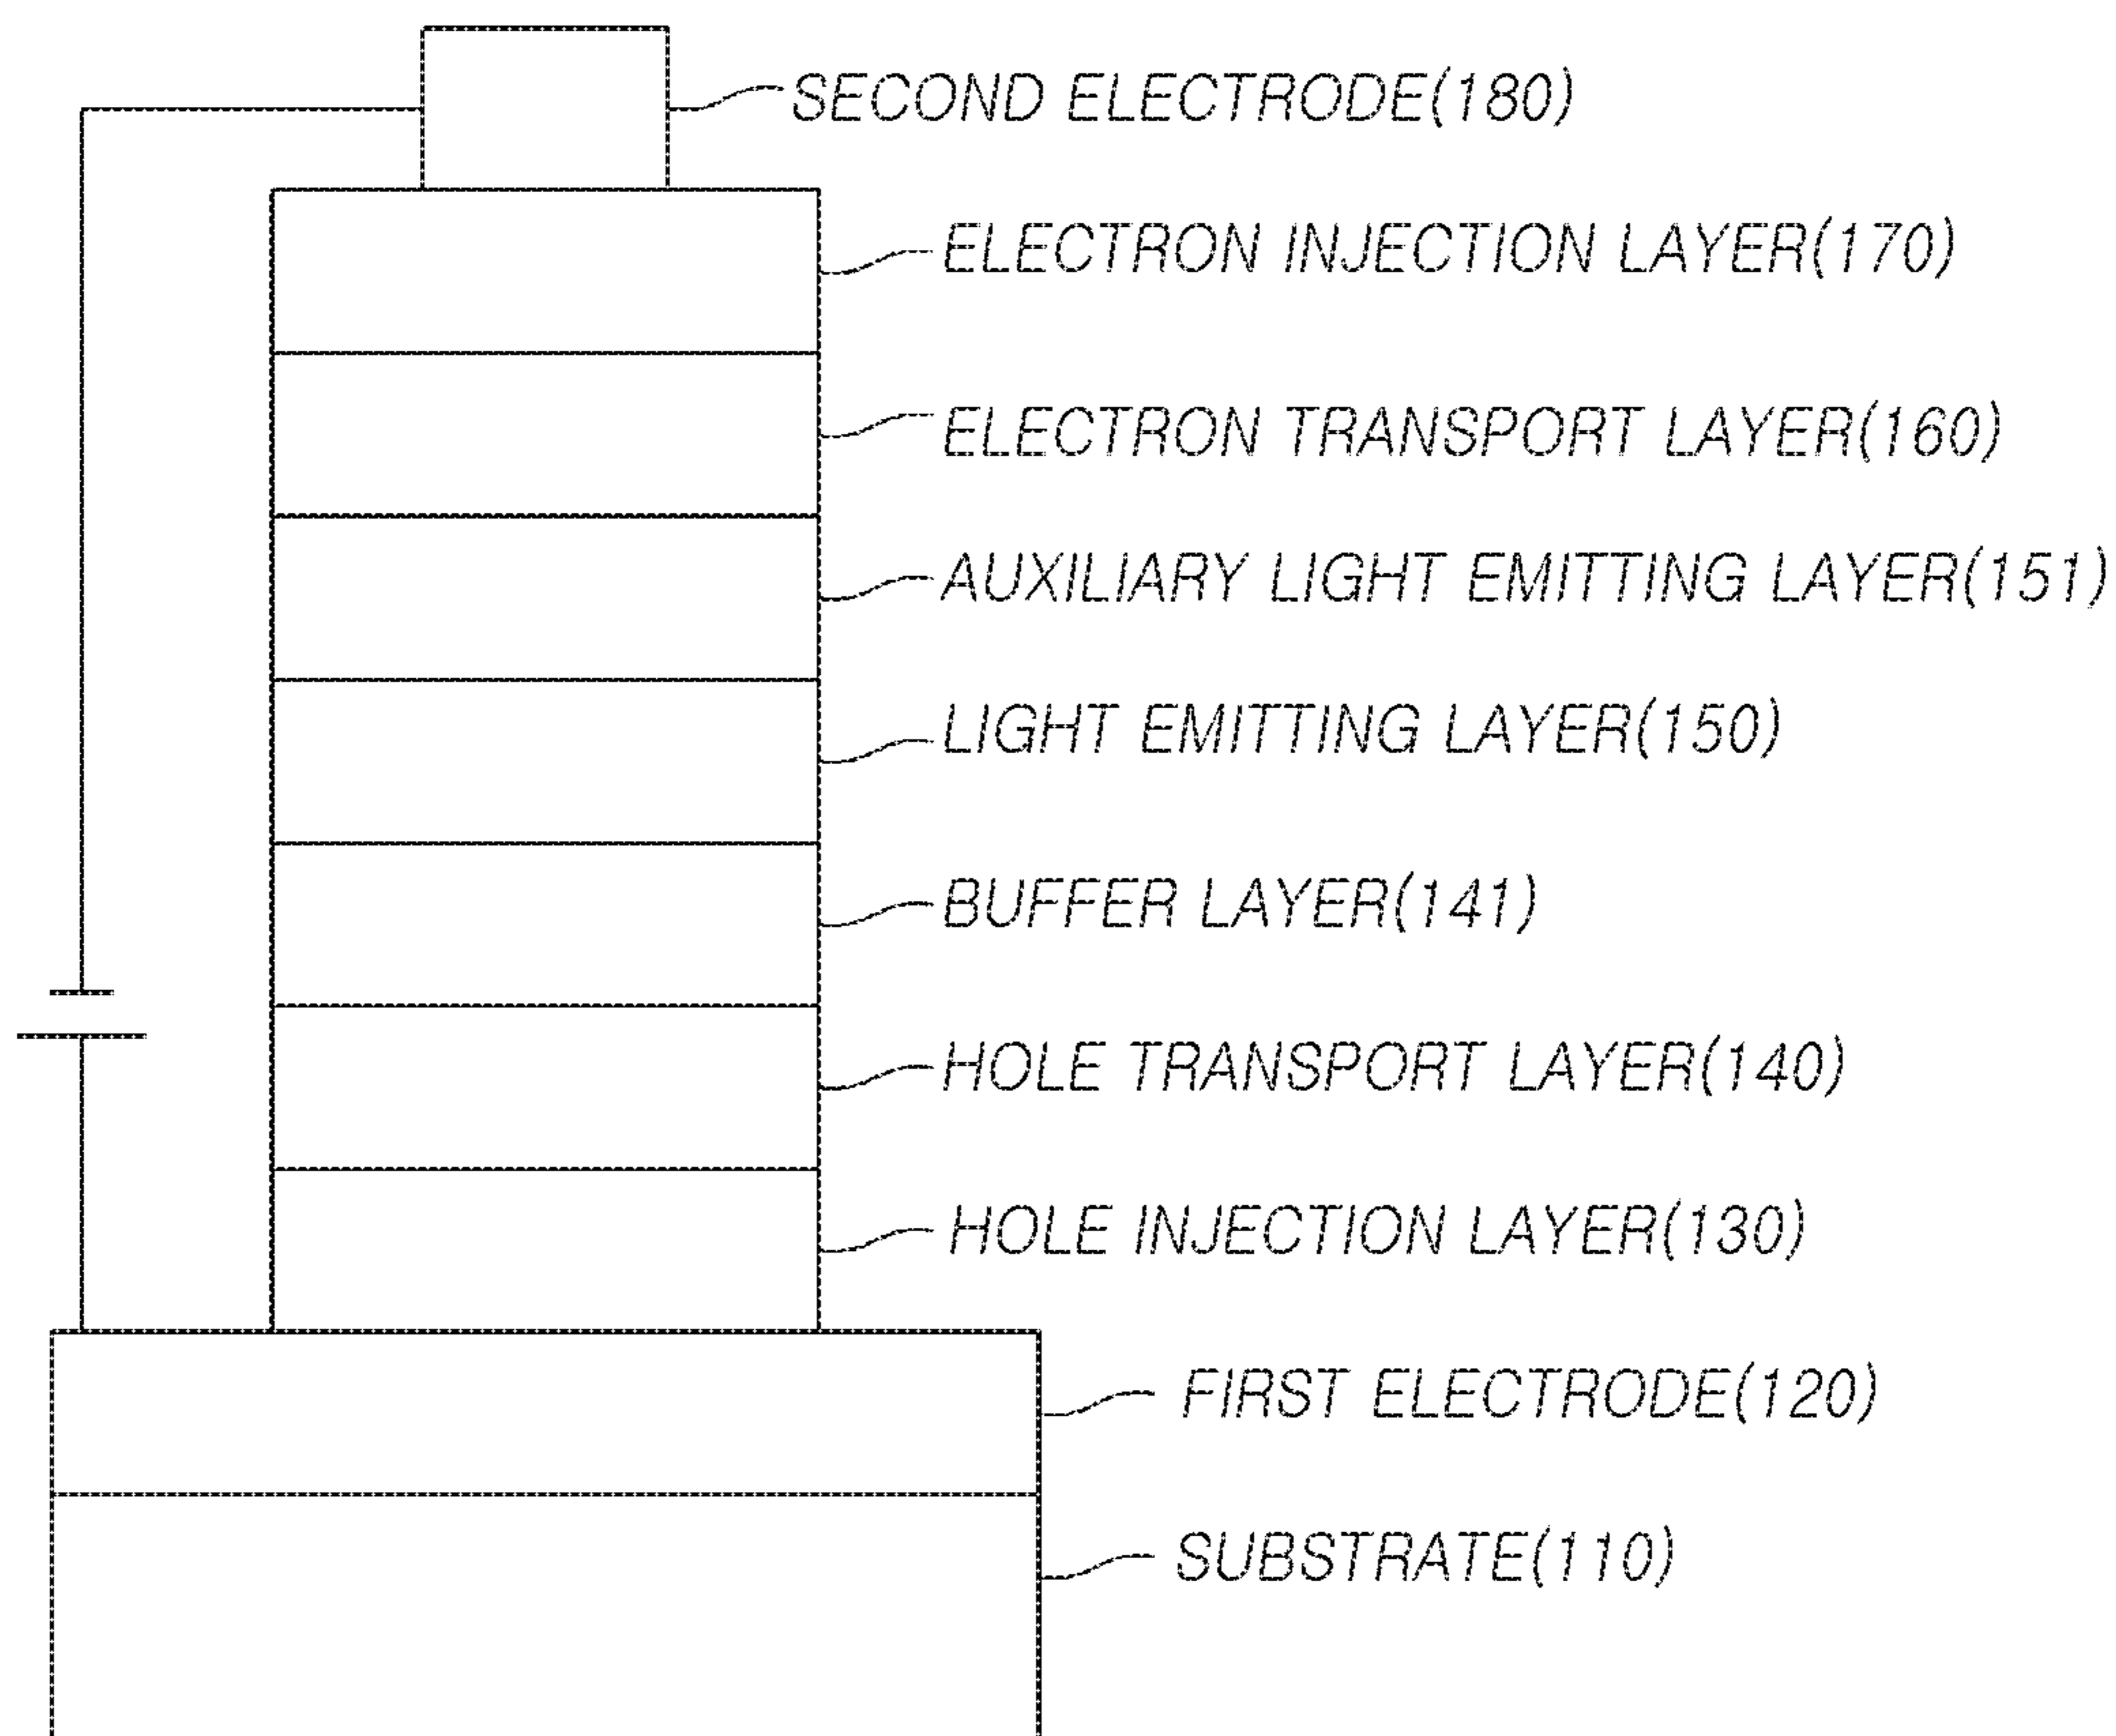 SECOND ELECTRODE(180)
ELECTRON INJECTION LAYER(170)
ELECTRON TRANSPORT LAYER(160)
AUXILIARY LIGHT EMITTING LAYER(151)
LIGHT EMITTING LAYER(150)
BUFFER LAYER(141)
HOLE TRANSPORT LAYER(140)
HOLE INJECTION LAYER(130)
FIRST ELECTRODE(120)
SUBSTRATE(110)